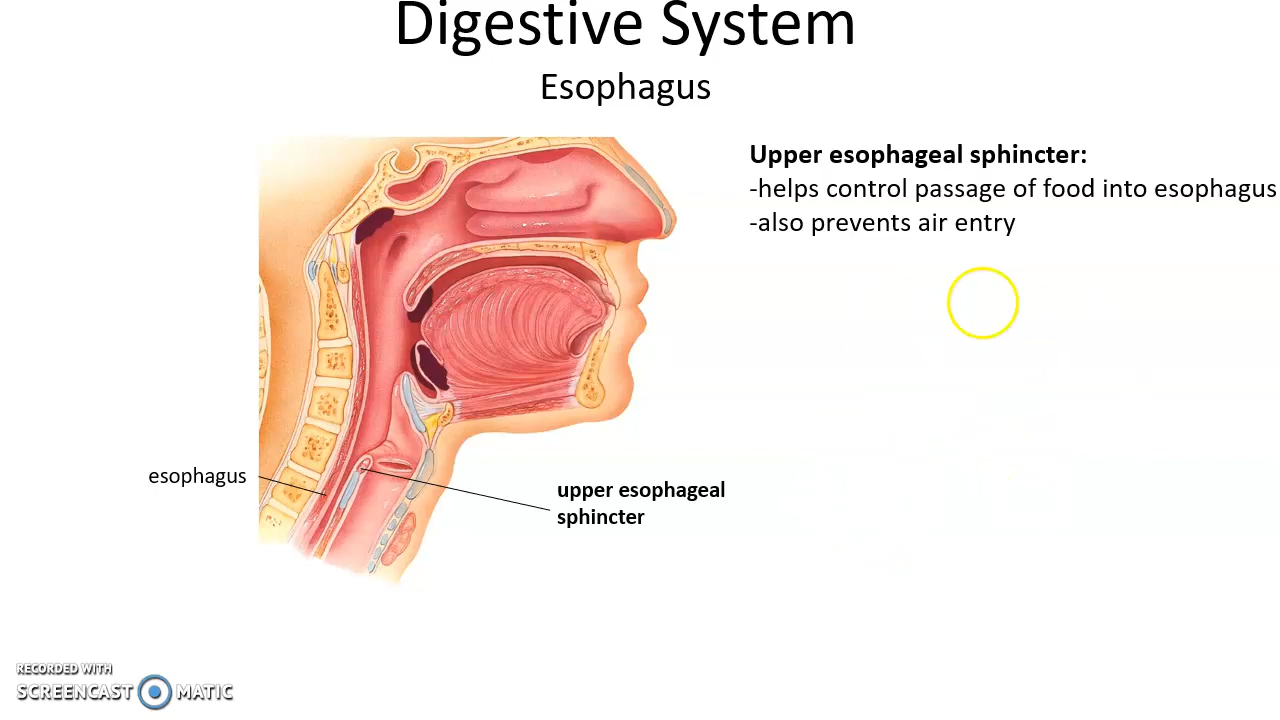 Digestive System
Esophagus
Upper esophageal sphincter:
-helps control passage of food into esophagus
-also prevents air entry
esophagus
upper esophageal
sphincter
RECORDED WITH
SCREENCAST MATIC